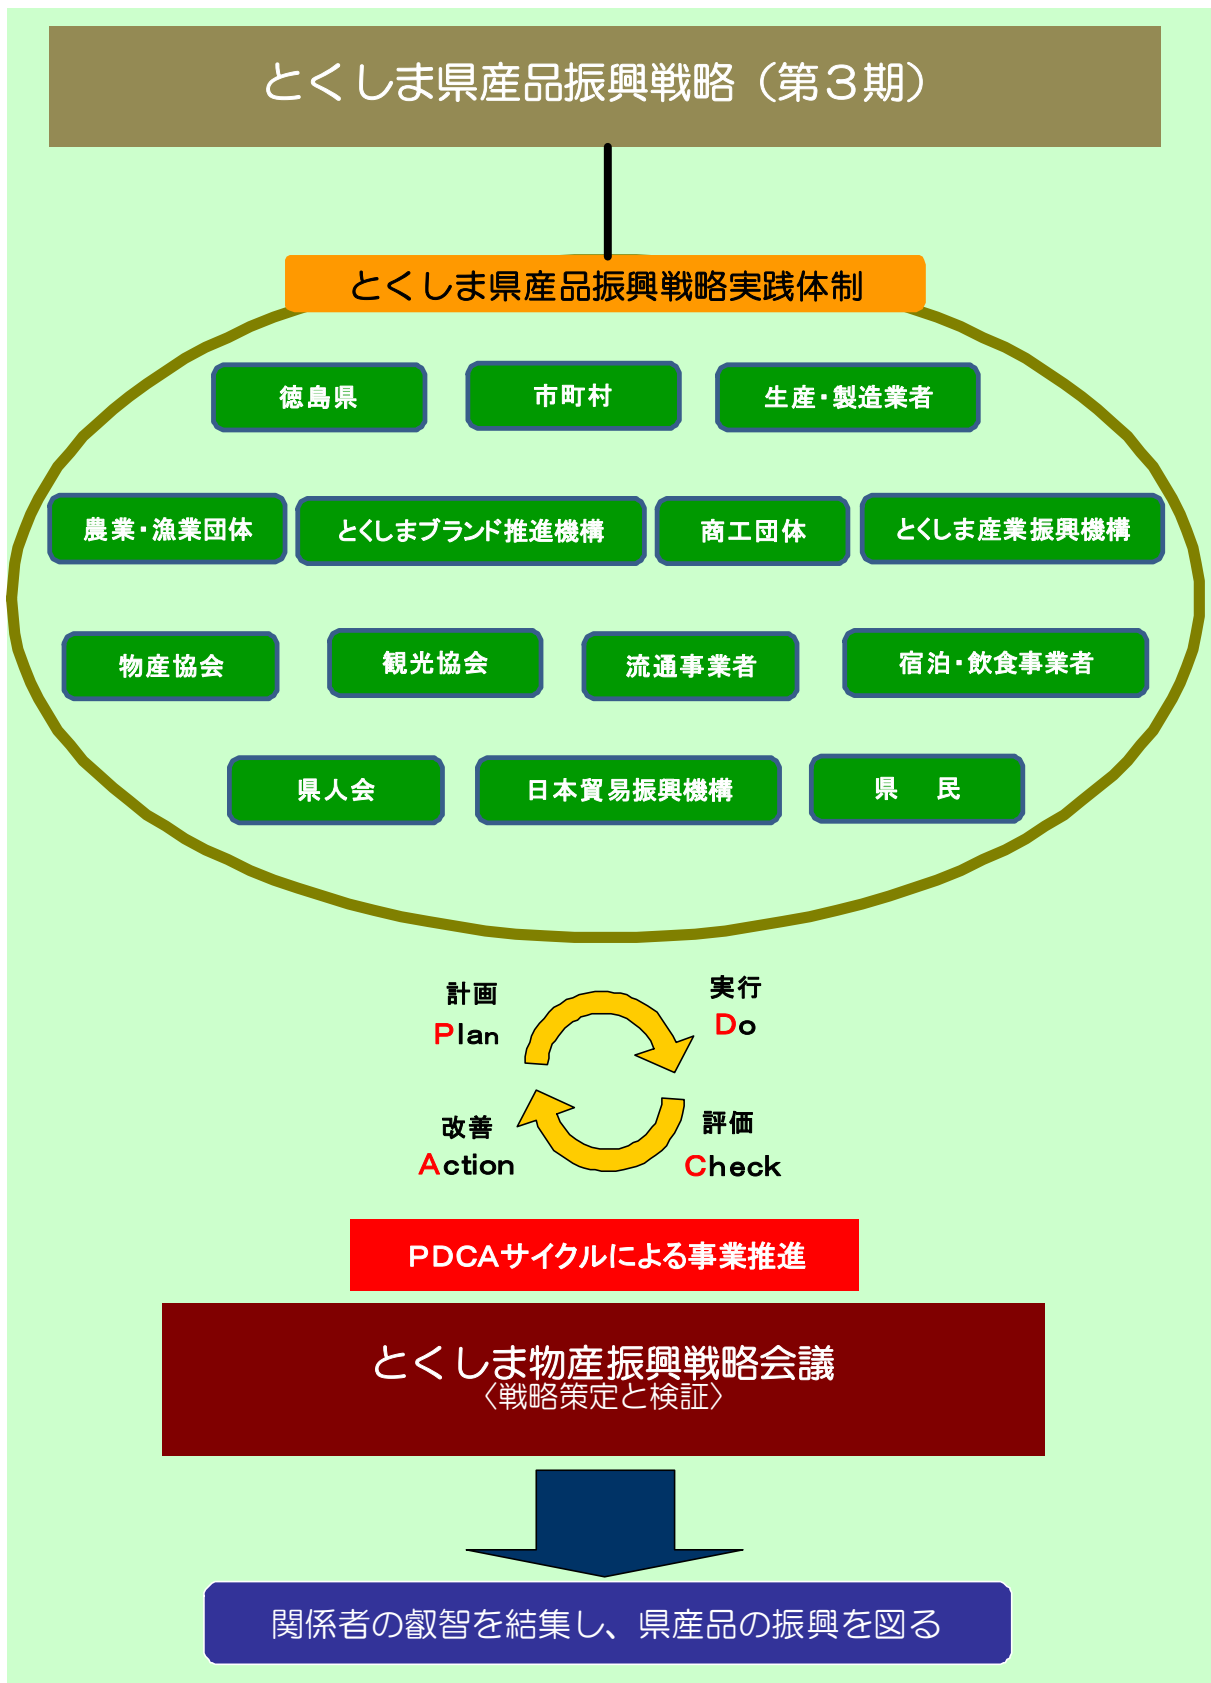 とくしま県産品振興戦略（第３期）
とくしま県産品振興戦略実践体制
徳島県
市町村
生産・製造業者
農業・漁業団体
とくしまブランド推進機構
商工団体
とくしま産業振興機構
物産協会
観光協会
流通事業者
宿泊・飲食事業者
県人会
日本貿易振興機構
県　民
計画
Plan
実行
Do
改善
Action
評価
Check
PDCAサイクルによる事業推進
とくしま物産振興戦略会議
〈戦略策定と検証〉
関係者の叡智を結集し、県産品の振興を図る